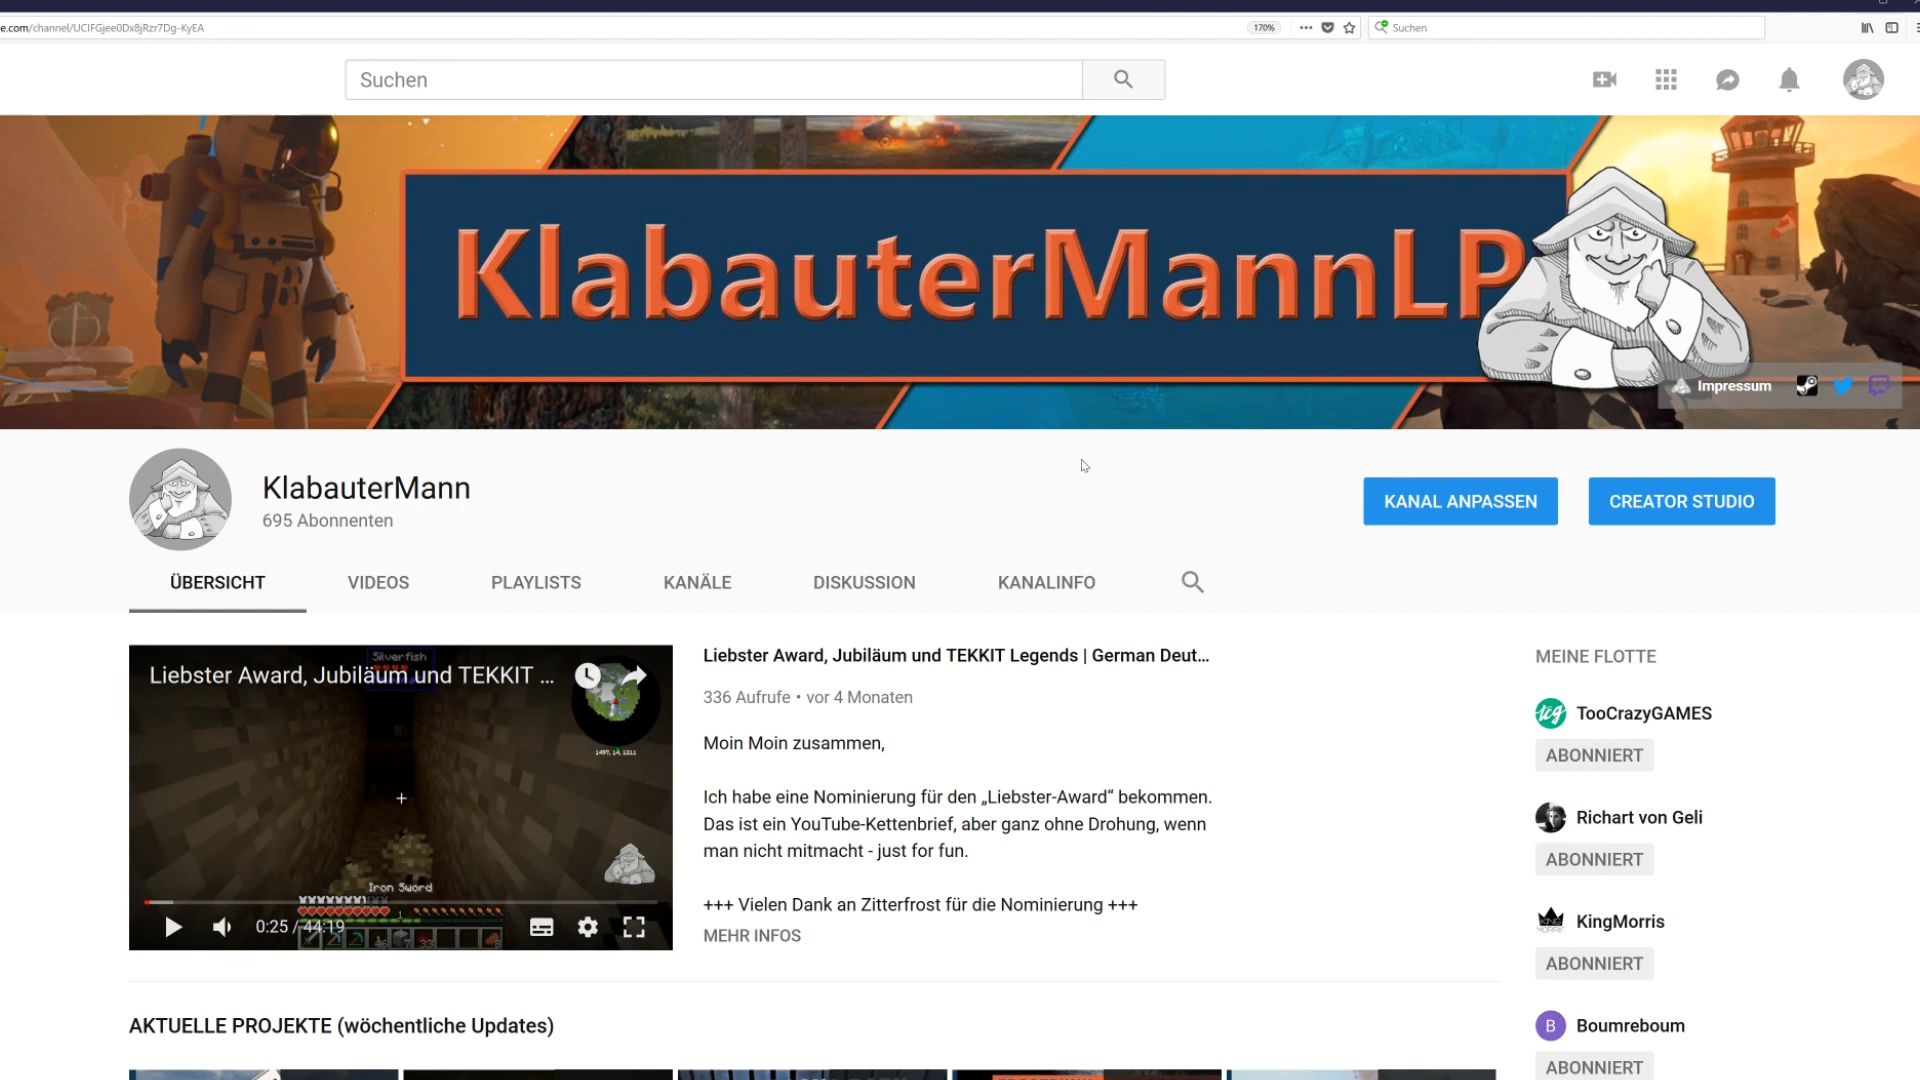 e.com/channel/UCIFGjee0Dx8jRzr7Dg-KyEA
170%
Suchen
Suchen
KlabauterMannLP
Impressum
KlabauterMann
695 Abonnenten
KANAL ANPASSEN
CREATOR STUDIO
ÜBERSICHT
VIDEOS
PLAYLISTS
KANÄLE
DISKUSSION
KANALINFO
Silverfish
Liebster Award, Jubiläum und TEKKIT ...
1497, 14, 1211
Iron Sword
0:25 / 44:19
Liebster Award, Jubiläum und TEKKIT Legends | German Deut...
336 Aufrufe • vor 4 Monaten
Moin Moin zusammen,
Ich habe eine Nominierung für den „Liebster-Award“ bekommen.
Das ist ein YouTube-Kettenbrief, aber ganz ohne Drohung, wenn
man nicht mitmacht - just for fun.
+++ Vielen Dank an Zitterfrost für die Nominierung +++
MEHR INFOS
MEINE FLOTTE
tcg
TooCrazyGAMES
ABONNIERT
Richart von Geli
ABONNIERT
KingMorris
ABONNIERT
B
Boumreboum
ABONNIERT
AKTUELLE PROJEKTE (wöchentliche Updates)